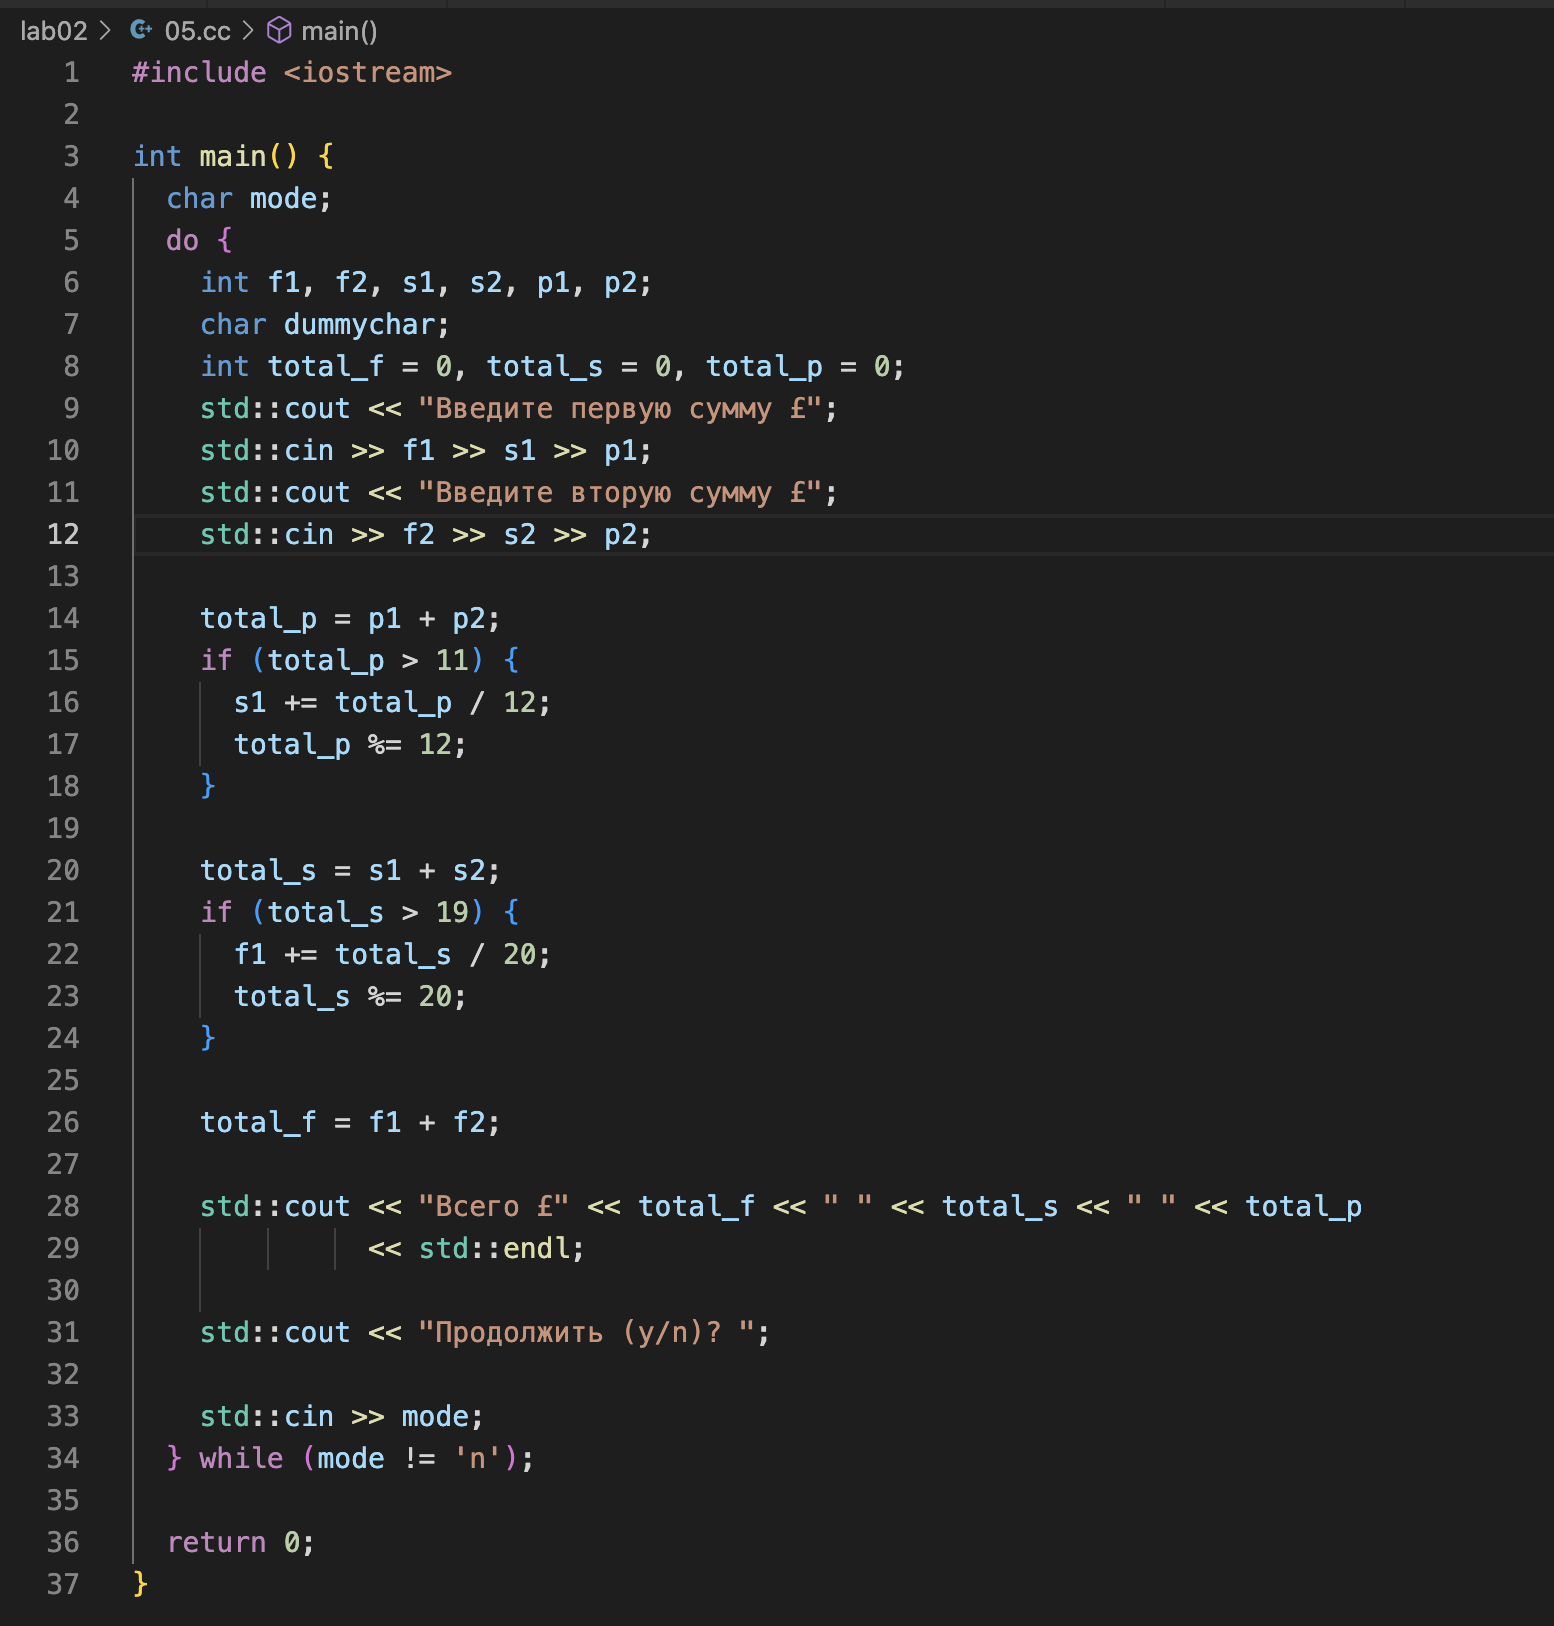 lab02 > 05.cc > main()
1 #include <iostream>
2
3 int main() {
4   char mode;
5   do {
6     int f1, f2, s1, s2, p1, p2;
7     char dummychar;
8     int total_f = 0, total_s = 0, total_p = 0;
9     std::cout << "Введите первую сумму £";
10     std::cin >> f1 >> s1 >> p1;
11     std::cout << "Введите вторую сумму £";
12     std::cin >> f2 >> s2 >> p2;
13
14     total_p = p1 + p2;
15     if (total_p > 11) {
16       s1 += total_p / 12;
17       total_p %= 12;
18     }
19
20     total_s = s1 + s2;
21     if (total_s > 19) {
22       f1 += total_s / 20;
23       total_s %= 20;
24     }
25
26     total_f = f1 + f2;
27
28     std::cout << "Всего £" << total_f << " " << total_s << " " << total_p
29               << std::endl;
30
31     std::cout << "Продолжить (y/n)? ";
32
33     std::cin >> mode;
34   } while (mode != 'n');
35
36   return 0;
37 }